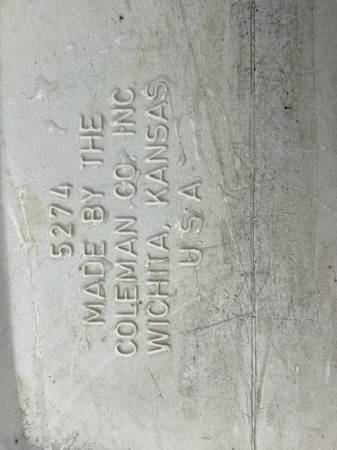 5274
MADE BY THE
COLEMAN CO. INC.
WICHITA, KANSAS
U.S.A.